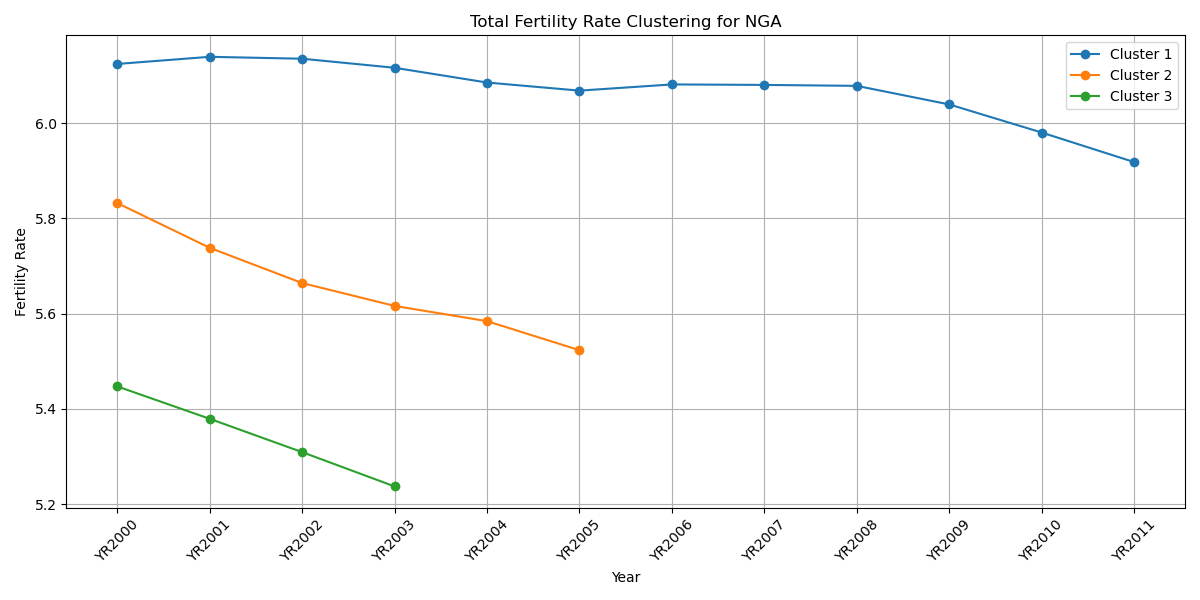 Total Fertility Rate Clustering for NGA
Cluster 1
Cluster 2
Cluster 3
Fertility Rate
6.0
5.8
5.6
5.4
5.2
YR2000
YR2001
YR2002
YR2003
YR2004
YR2005
YR2006
YR2007
YR2008
YR2009
YR2010
YR2011
Year